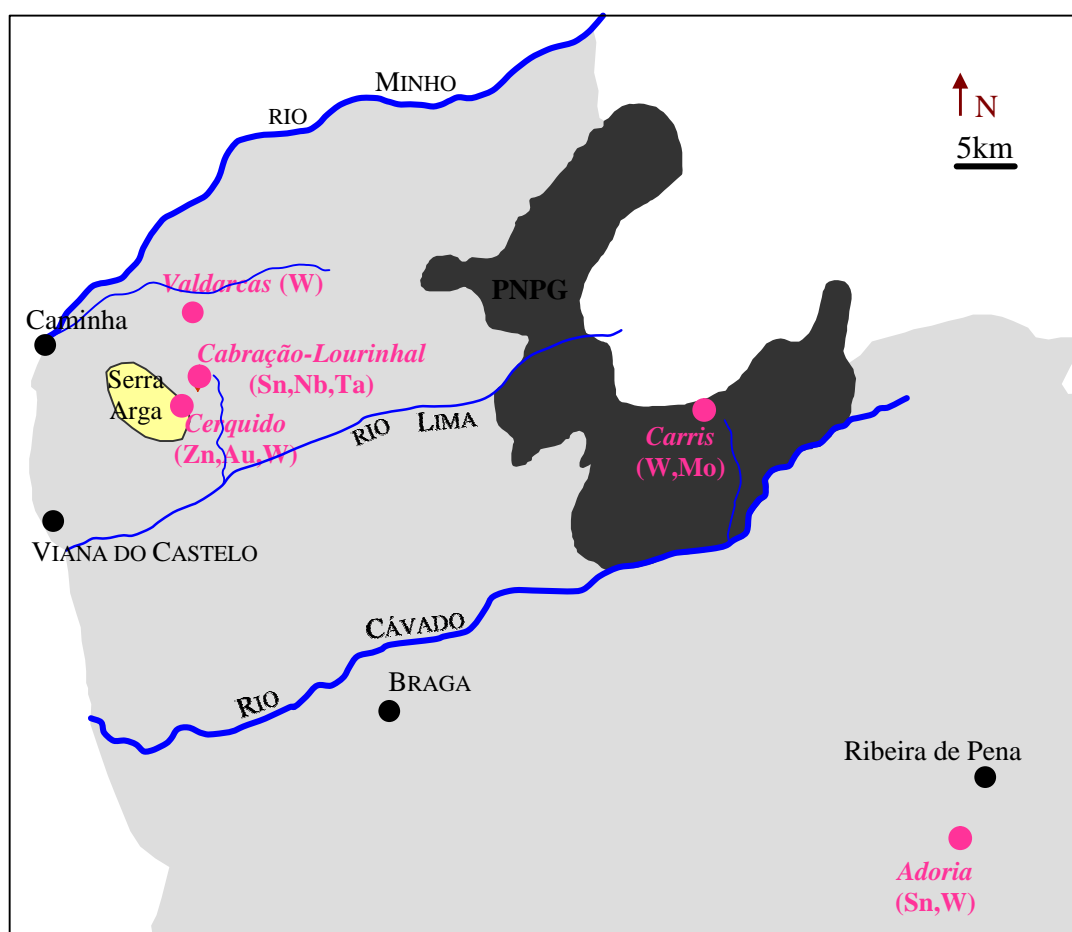 MINHO
RIO
N
5km
Valdarcas (W)
PNPG
Caminha
Cabração-Lourinhal
(Sn,Nb,Ta)
Serra
Arga
Cerquido
(Zn,Au,W)
RIO LIMA
Carris
(W,Mo)
VIANA DO CASTELO
CÁVADO
RIO
BRAGA
Ribeira de Pena
Adoria
(Sn,W)